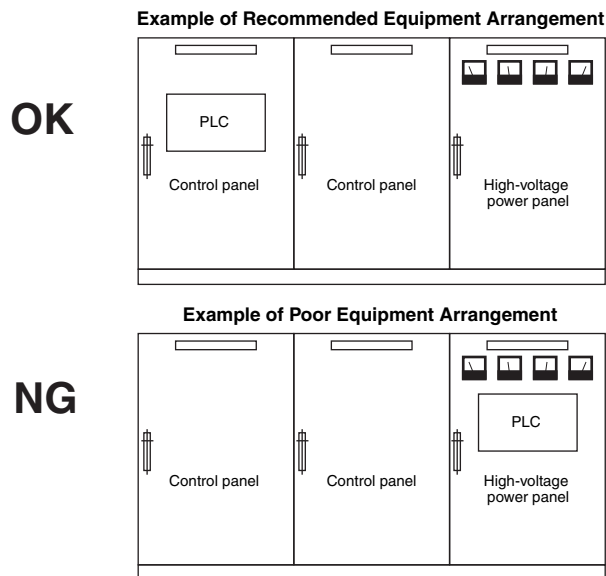 Example of Recommended Equipment Arrangement
OK
PLC
Control panel
Control panel
High-voltage
power panel
Example of Poor Equipment Arrangement
NG
PLC
Control panel
Control panel
High-voltage
power panel